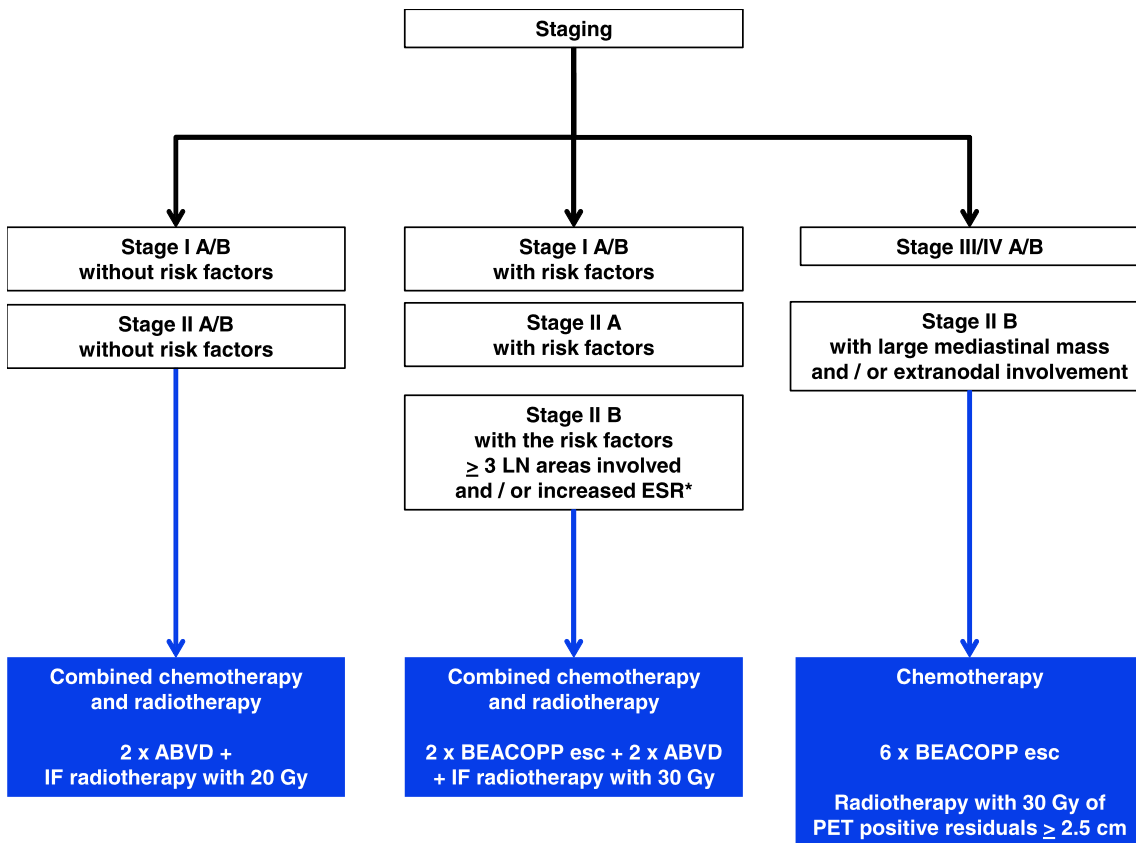 Staging
Stage I A/B
without risk factors
Stage II A/B
without risk factors
Stage I A/B
with risk factors
Stage II A
with risk factors
Stage II B
with the risk factors
≥ 3 LN areas involved
and / or increased ESR*
Stage III/IV A/B
Stage II B
with large mediastinal mass
and / or extranodal involvement
Combined chemotherapy
and radiotherapy
2 x ABVD +
IF radiotherapy with 20 Gy
Combined chemotherapy
and radiotherapy
2 x BEACOPP esc + 2 x ABVD
+ IF radiotherapy with 30 Gy
Chemotherapy
6 x BEACOPP esc
Radiotherapy with 30 Gy of
PET positive residuals ≥ 2.5 cm